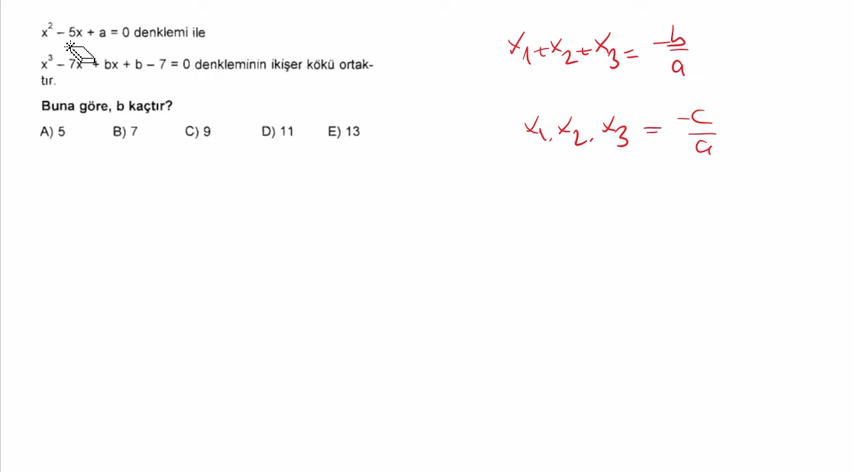 x² − 5x + a = 0 denklemi ile
x³ − 7x + bx + b − 7 = 0 denkleminin ikişer kökü ortak-
tır.
Buna göre, b kaçtır?
A) 5 B) 7 C) 9 D) 11 E) 13
x₁ + x₂ + x₃ = -b/a
x₁ . x₂ . x₃ = -c/a